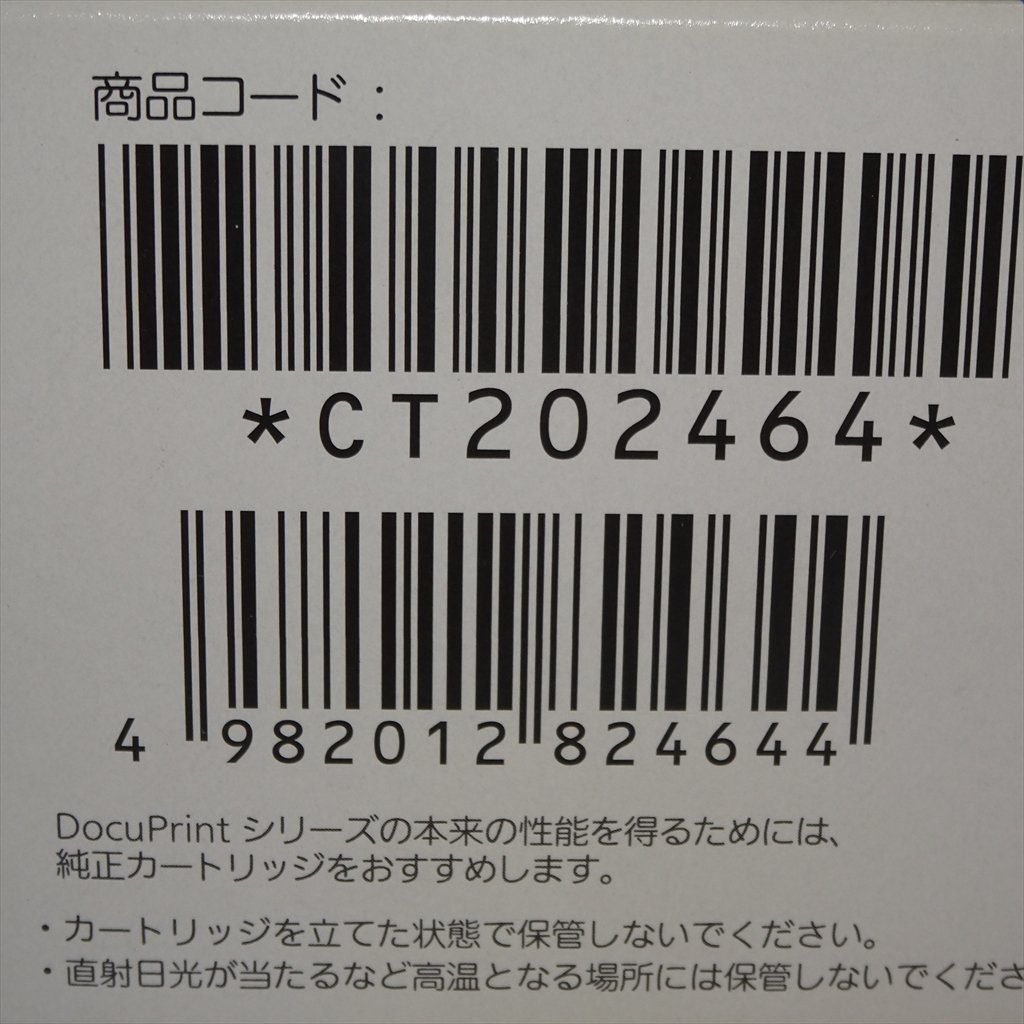 商品コード：
*CT202464*
4 982012 824644
DocuPrint シリーズの本来の性能を得るためには、
純正カートリッジをおすすめします。
・カートリッジを立てた状態で保管しないでください。
・直射日光が当たるなど高温となる場所には保管しないでくださ